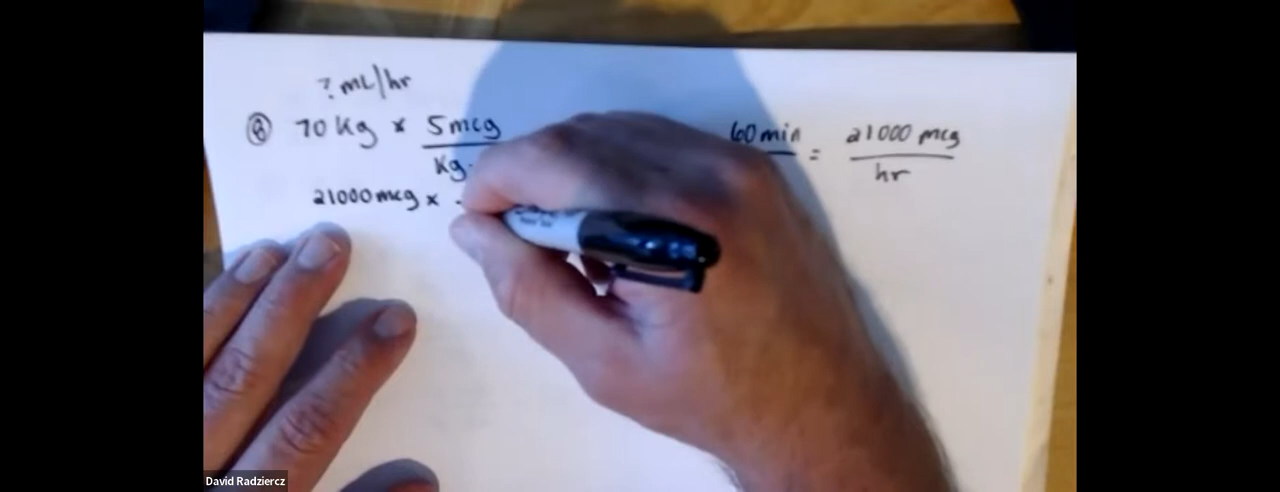 ? mL/hr
⑧ 70 Kg × 5 mcg 60 min = 21000 mcg
Kg. hr
21000 mcg ×
David Radziercz